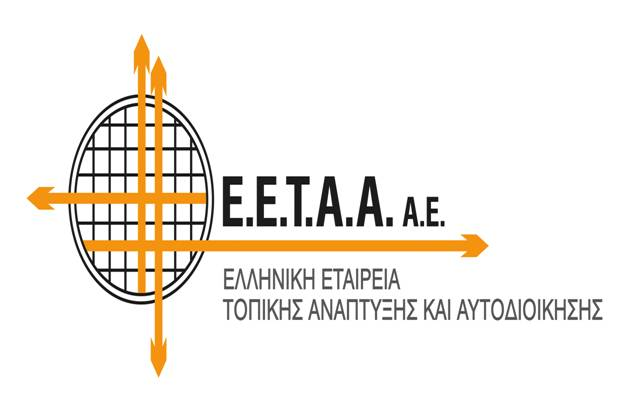 Ε.Ε.Τ.Α.Α. Α.Ε.
ΕΛΛΗΝΙΚΗ ΕΤΑΙΡΕΙΑ
ΤΟΠΙΚΗΣ ΑΝΑΠΤΥΞΗΣ ΚΑΙ ΑΥΤΟΔΙΟΙΚΗΣΗΣ